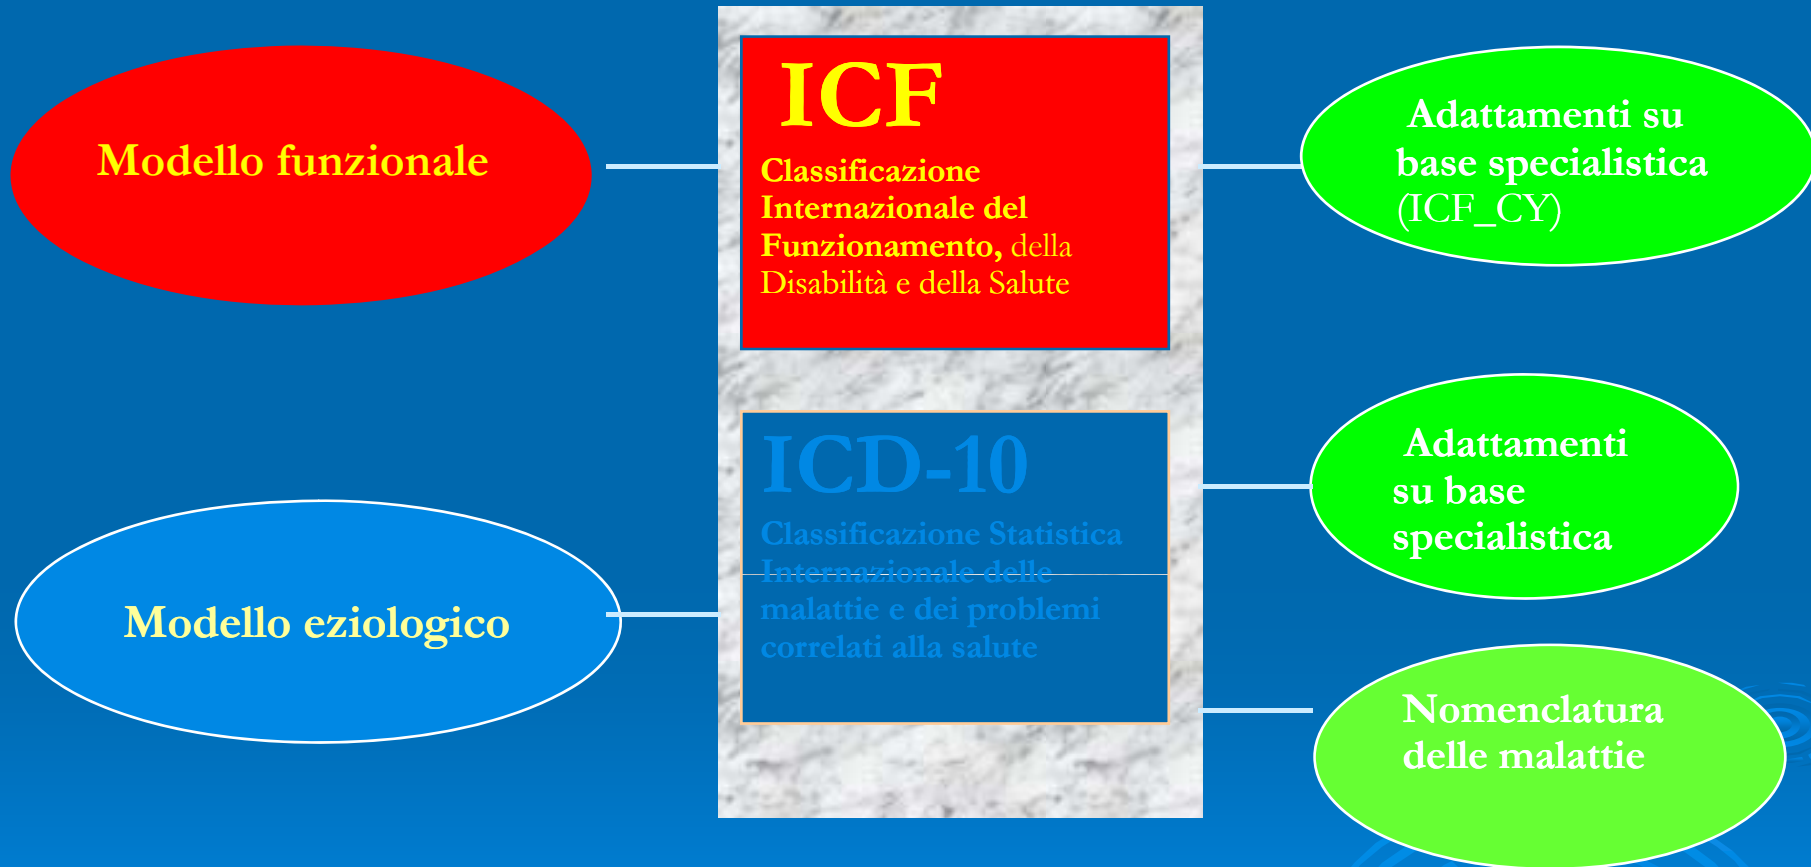 Modello funzionale
ICF
Classificazione
Internazionale del
Funzionamento, della
Disabilità e della Salute
Adattamenti su
base specialistica
(ICF_CY)
Modello eziologico
ICD-10
Classificazione Statistica
Internazionale delle
malattie e dei problemi
correlati alla salute
Adattamenti
su base
specialistica
Nomenclatura
delle malattie